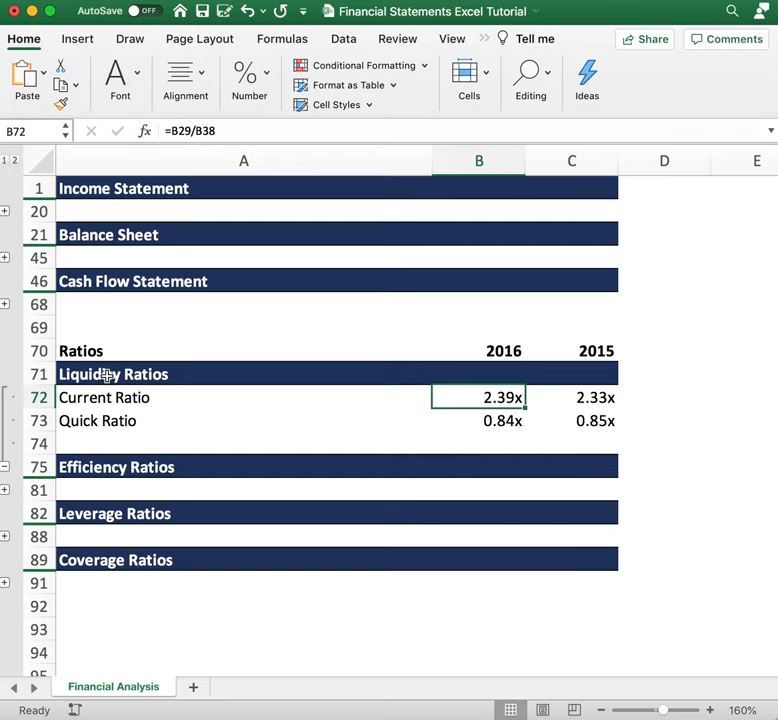 AutoSave OFF Financial Statements Excel Tutorial
Home Insert Draw Page Layout Formulas Data Review View Tell me Share Comments
Paste Font Alignment Number Conditional Formatting Format as Table Cell Styles Cells Editing Ideas
B72 fx =B29/B38
1 2 A B C D E
1 Income Statement
20
21 Balance Sheet
45
46 Cash Flow Statement
68
69
70 Ratios 2016 2015
71 Liquidity Ratios
72 Current Ratio 2.39x 2.33x
73 Quick Ratio 0.84x 0.85x
74
75 Efficiency Ratios
81
82 Leverage Ratios
88
89 Coverage Ratios
91
92
93
94
95
Financial Analysis
Ready 160%